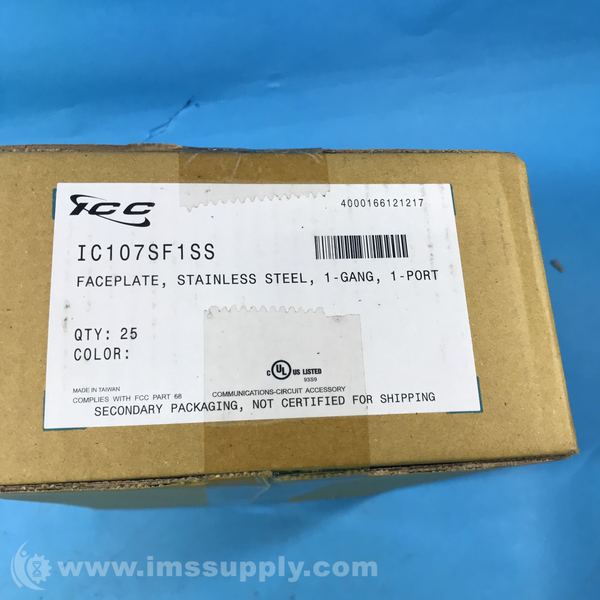 ICC
4000166121217
IC107SF1SS
FACEPLATE, STAINLESS STEEL, 1-GANG, 1-PORT
QTY: 25
COLOR:
C UL US LISTED
93S9
MADE IN TAIWAN
COMPLIES WITH FCC PART 68
COMMUNICATIONS-CIRCUIT ACCESSORY
SECONDARY PACKAGING, NOT CERTIFIED FOR SHIPPING
www.imssupply.com